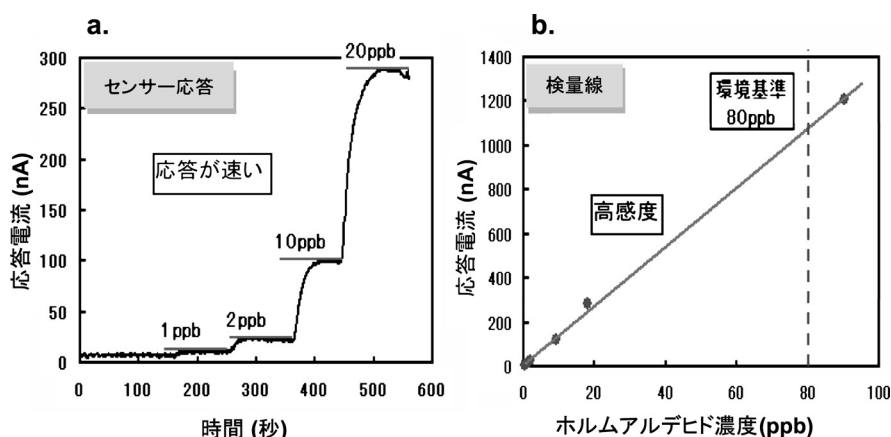 a.
センサー応答
応答が速い
1ppb
2ppb
10ppb
20ppb
応答電流 (nA)
300
250
200
150
100
50
0
0
100
200
300
400
500
600
時間 (秒)
b.
検量線
環境基準
80ppb
高感度
応答電流 (nA)
1400
1200
1000
800
600
400
200
0
0
20
40
60
80
100
ホルムアルデヒド濃度(ppb)